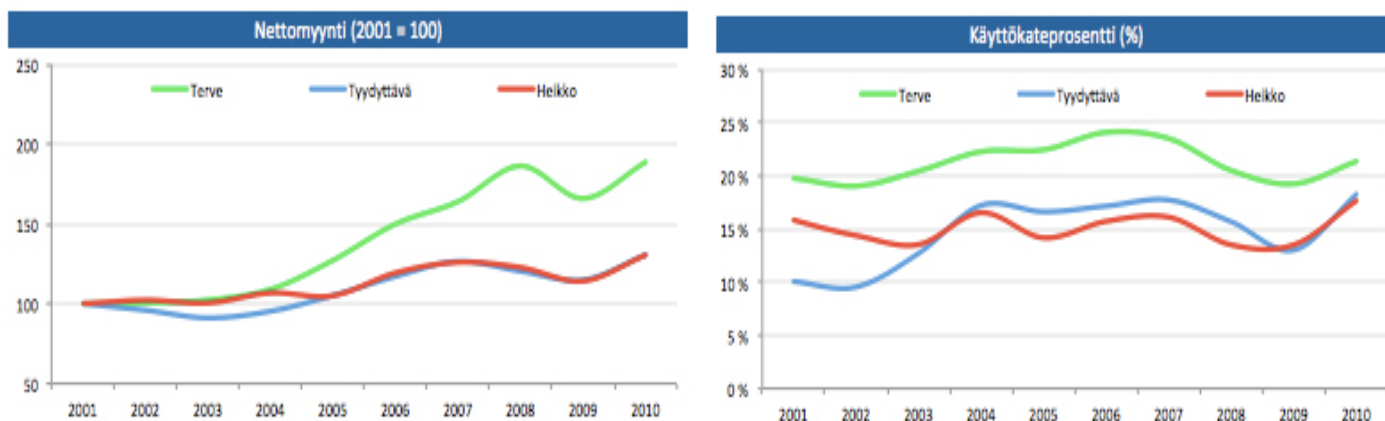 Nettomyynti (2001 = 100)
250
200
150
100
50
Terve Tyydyttävä Heikko
2001 2002 2003 2004 2005 2006 2007 2008 2009 2010
Käyttökateprosentti (%)
30 %
25 %
20 %
15 %
10 %
5 %
0 %
Terve Tyydyttävä Heikko
2001 2002 2003 2004 2005 2006 2007 2008 2009 2010